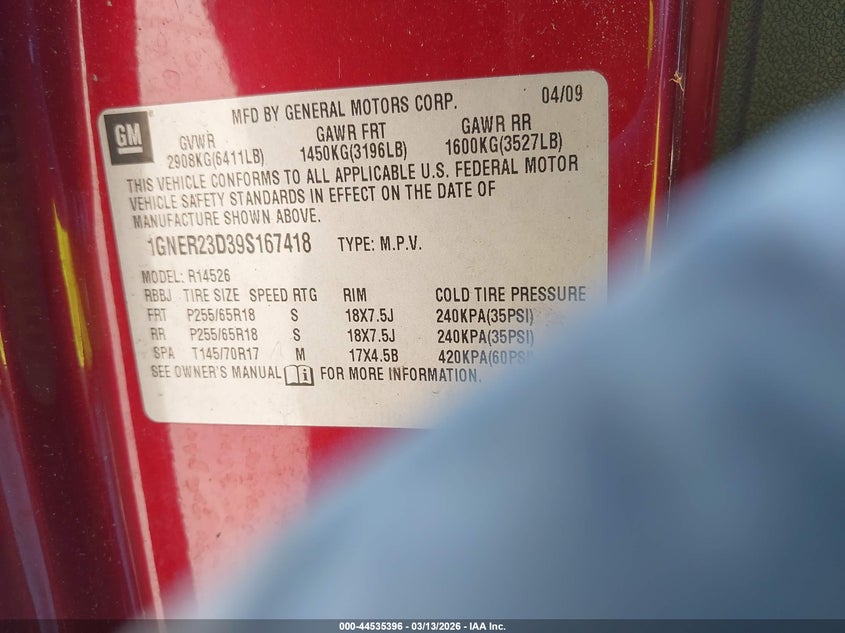 MFD BY GENERAL MOTORS CORP. 04/09
GM
GVWR GAWR FRT GAWR RR
2908KG(6411LB) 1450KG(3196LB) 1600KG(3527LB)
THIS VEHICLE CONFORMS TO ALL APPLICABLE U.S. FEDERAL MOTOR
VEHICLE SAFETY STANDARDS IN EFFECT ON THE DATE OF
MANUFACTURE SHOWN ABOVE.
1GNER23D39S167418 TYPE: M.P.V.
MODEL: R14526
RBBJ TIRE SIZE SPEED RTG RIM COLD TIRE PRESSURE
FRT P255/65R18 S 18X7.5J 240KPA(35PSI)
RR P255/65R18 S 18X7.5J 240KPA(35PSI)
SPA T145/70R17 M 17X4.5B 420KPA(60PSI
SEE OWNER'S MANUAL FOR MORE INFORMATION.
000-44535396 - 03/13/2026 - IAA Inc.